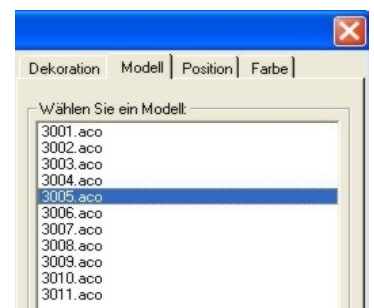 Dekoration Modell Position Farbe
Wählen Sie ein Modell:
3001.aco
3002.aco
3003.aco
3004.aco
3005.aco
3006.aco
3007.aco
3008.aco
3009.aco
3010.aco
3011.aco